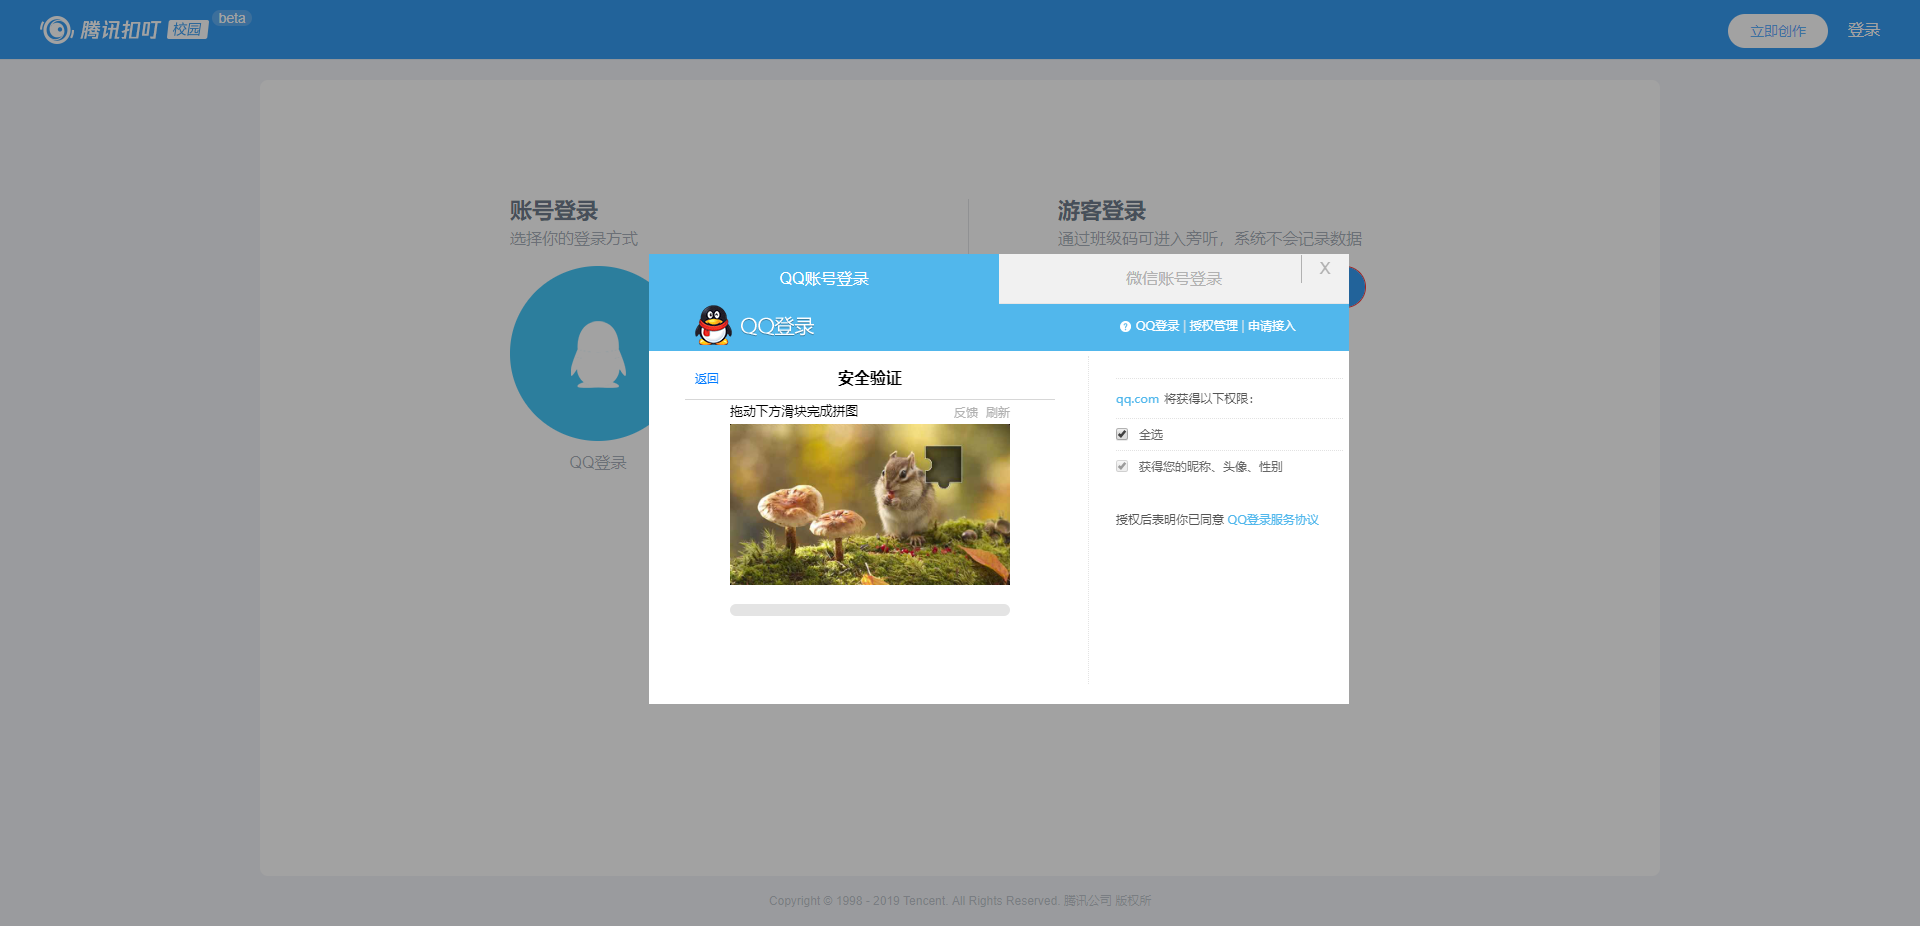 腾讯扣叮 校园 beta
立即创作 登录
账号登录
选择你的登录方式
游客登录
通过班级码可进入旁听，系统不会记录数据
QQ账号登录
微信账号登录
X
QQ登录
? QQ登录 | 授权管理 | 申请接入
返回
安全验证
拖动下方滑块完成拼图
反馈 刷新
qq.com 将获得以下权限：
全选
获得您的昵称、头像、性别
授权后表明你已同意 QQ登录服务协议
QQ登录
Copyright © 1998 - 2019 Tencent. All Rights Reserved. 腾讯公司 版权所